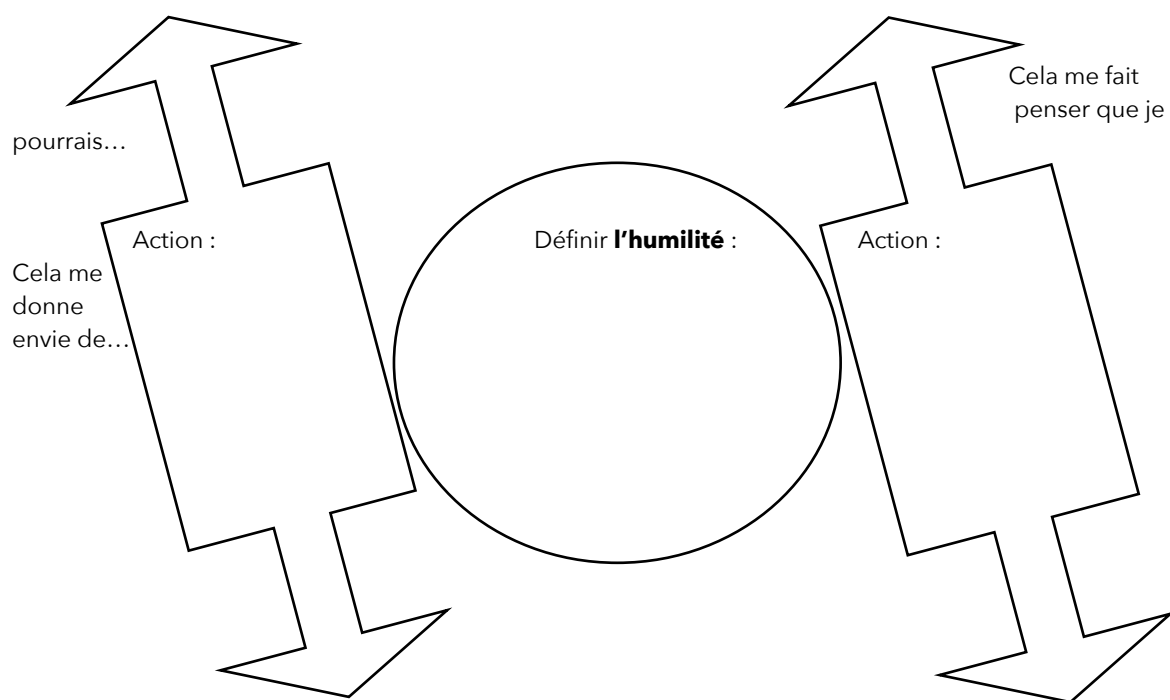 Cela me fait
penser que je
pourrais…
Action :
Définir l'humilité :
Action :
Cela me
donne
envie de…